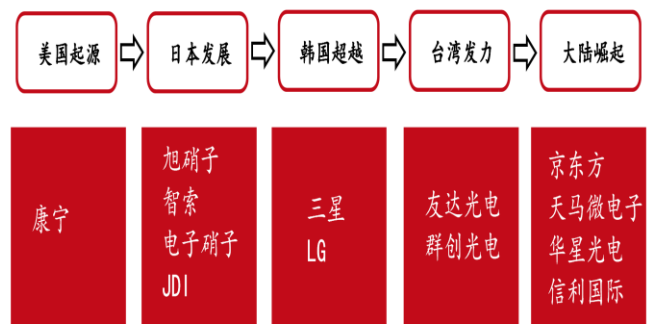 美国起源
日本发展
韩国超越
台湾发力
大陆崛起
康宁
旭硝子
智索
电子硝子
JDI
三星
LG
友达光电
群创光电
京东方
天马微电子
华星光电
信利国际